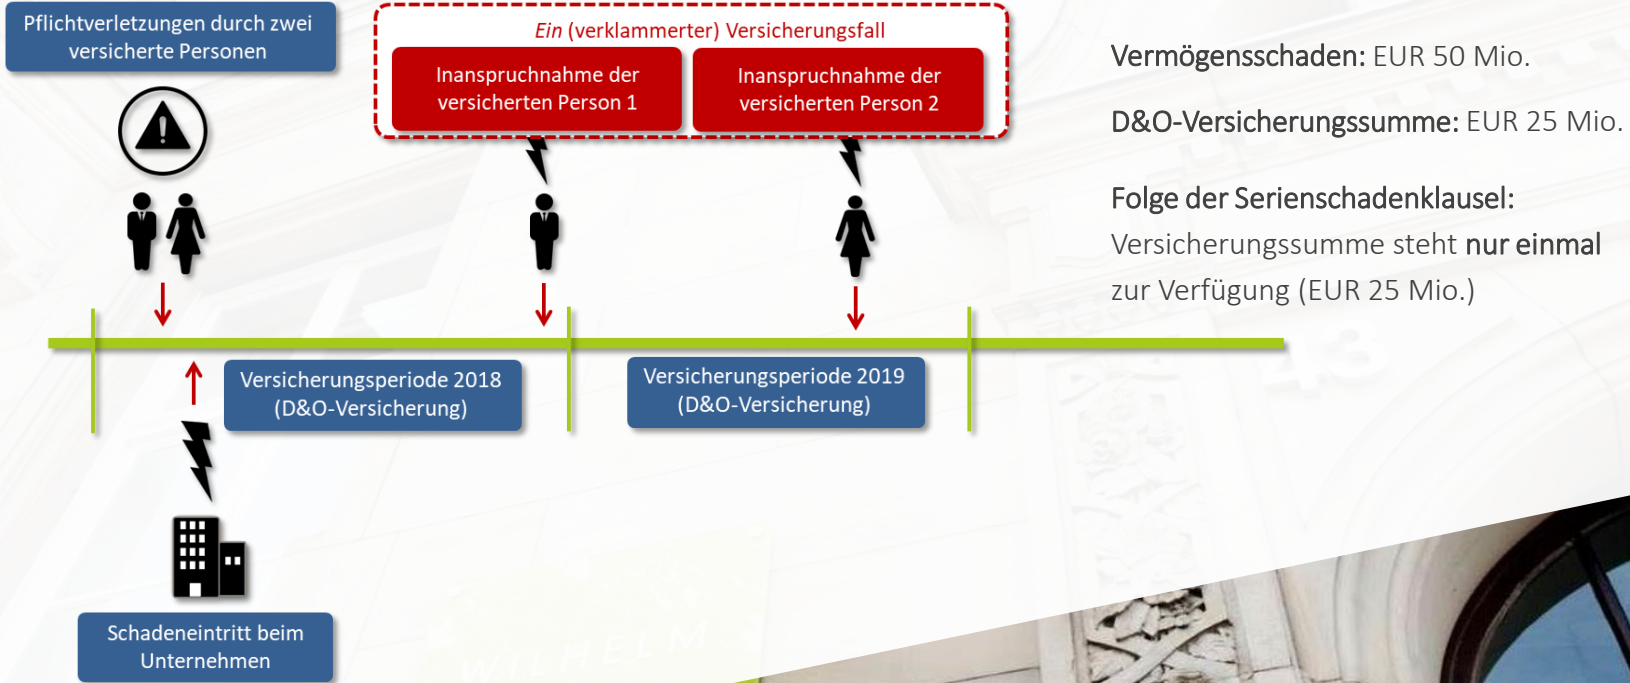 Pflichtverletzungen durch zwei
versicherte Personen
Ein (verklammerter) Versicherungsfall
Inanspruchnahme der
versicherten Person 1
Inanspruchnahme der
versicherten Person 2
Versicherungsperiode 2018
(D&O-Versicherung)
Versicherungsperiode 2019
(D&O-Versicherung)
Schadeneintritt beim
Unternehmen
Vermögensschaden: EUR 50 Mio.
D&O-Versicherungssumme: EUR 25 Mio.
Folge der Serienschadenklausel:
Versicherungssumme steht nur einmal
zur Verfügung (EUR 25 Mio.)
43
WILHELM